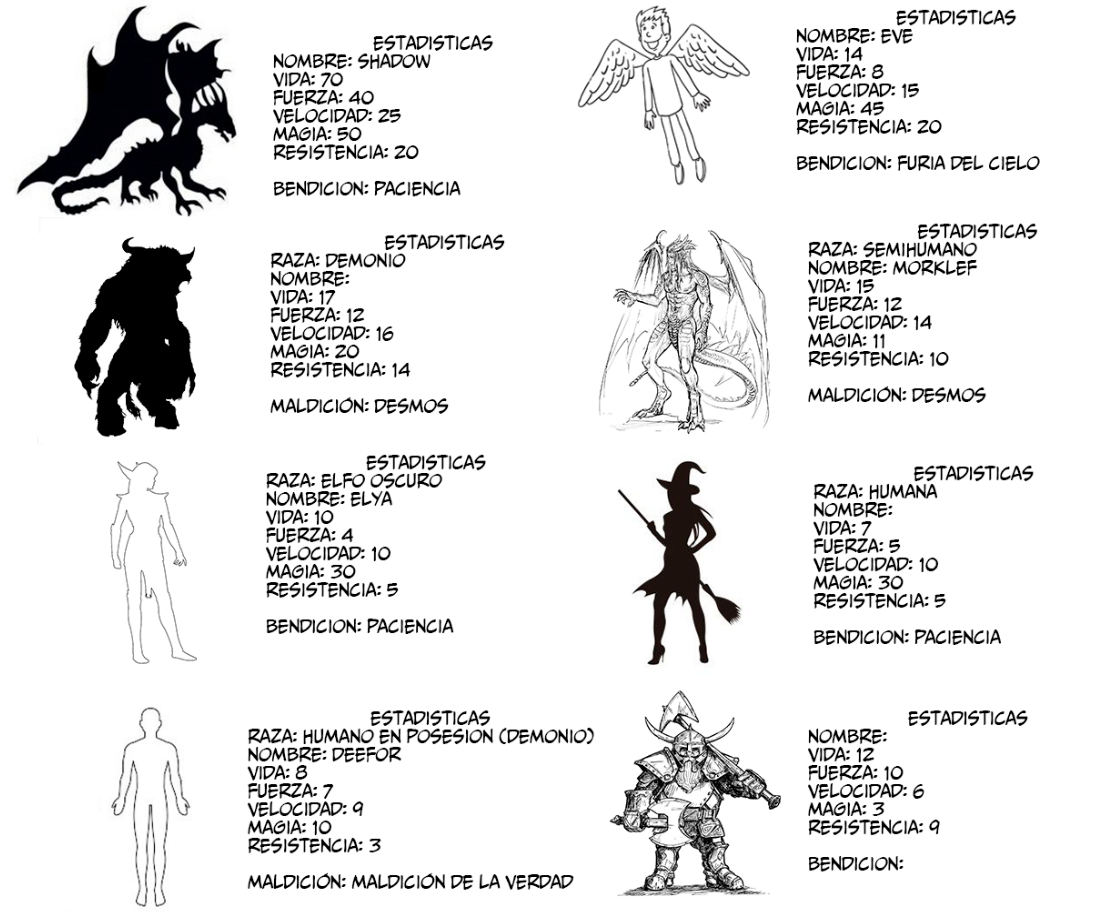 ESTADISTICAS
NOMBRE: SHADOW
VIDA: 70
FUERZA: 40
VELOCIDAD: 25
MAGIA: 50
RESISTENCIA: 20
BENDICION: PACIENCIA
ESTADISTICAS
NOMBRE: EVE
VIDA: 14
FUERZA: 8
VELOCIDAD: 15
MAGIA: 45
RESISTENCIA: 20
BENDICION: FURIA DEL CIELO
ESTADISTICAS
RAZA: DEMONIO
NOMBRE:
VIDA: 17
FUERZA: 12
VELOCIDAD: 16
MAGIA: 20
RESISTENCIA: 14
MALDICIÓN: DESMOS
ESTADISTICAS
RAZA: SEMIHUMANO
NOMBRE: MORKLEF
VIDA: 15
FUERZA: 12
VELOCIDAD: 14
MAGIA: 11
RESISTENCIA: 10
MALDICIÓN: DESMOS
ESTADISTICAS
RAZA: ELFO OSCURO
NOMBRE: ELYA
VIDA: 10
FUERZA: 4
VELOCIDAD: 10
MAGIA: 30
RESISTENCIA: 5
BENDICION: PACIENCIA
ESTADISTICAS
RAZA: HUMANA
NOMBRE:
VIDA: 7
FUERZA: 5
VELOCIDAD: 10
MAGIA: 30
RESISTENCIA: 5
BENDICION: PACIENCIA
ESTADISTICAS
RAZA: HUMANO EN POSESION (DEMONIO)
NOMBRE: DEEFOR
VIDA: 8
FUERZA: 7
VELOCIDAD: 9
MAGIA: 10
RESISTENCIA: 3
MALDICIÓN: MALDICIÓN DE LA VERDAD
ESTADISTICAS
NOMBRE:
VIDA: 12
FUERZA: 10
VELOCIDAD: 6
MAGIA: 3
RESISTENCIA: 9
BENDICION: